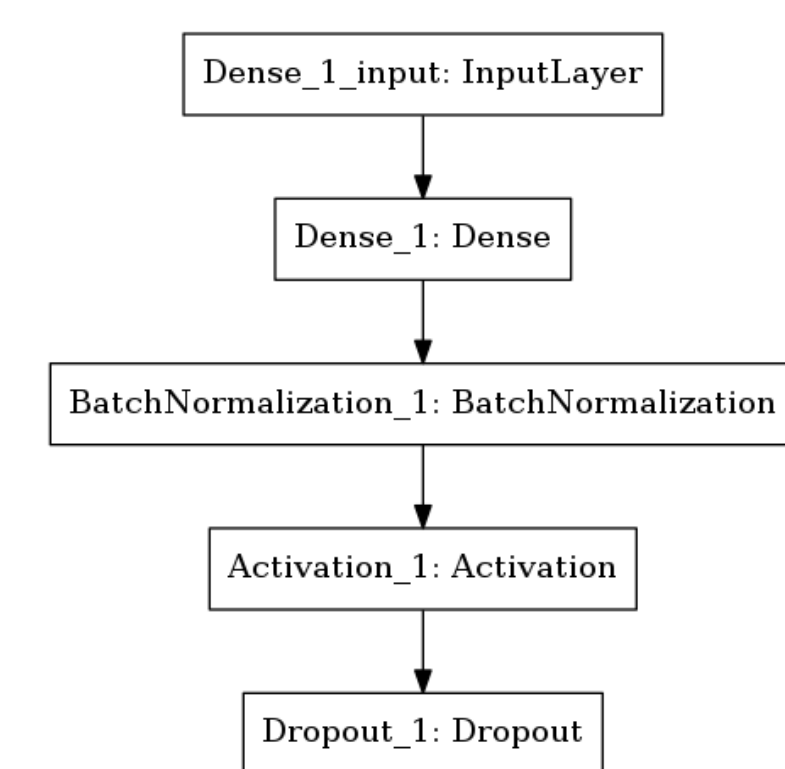 Dense_1_input: InputLayer
Dense_1: Dense
BatchNormalization_1: BatchNormalization
Activation_1: Activation
Dropout_1: Dropout